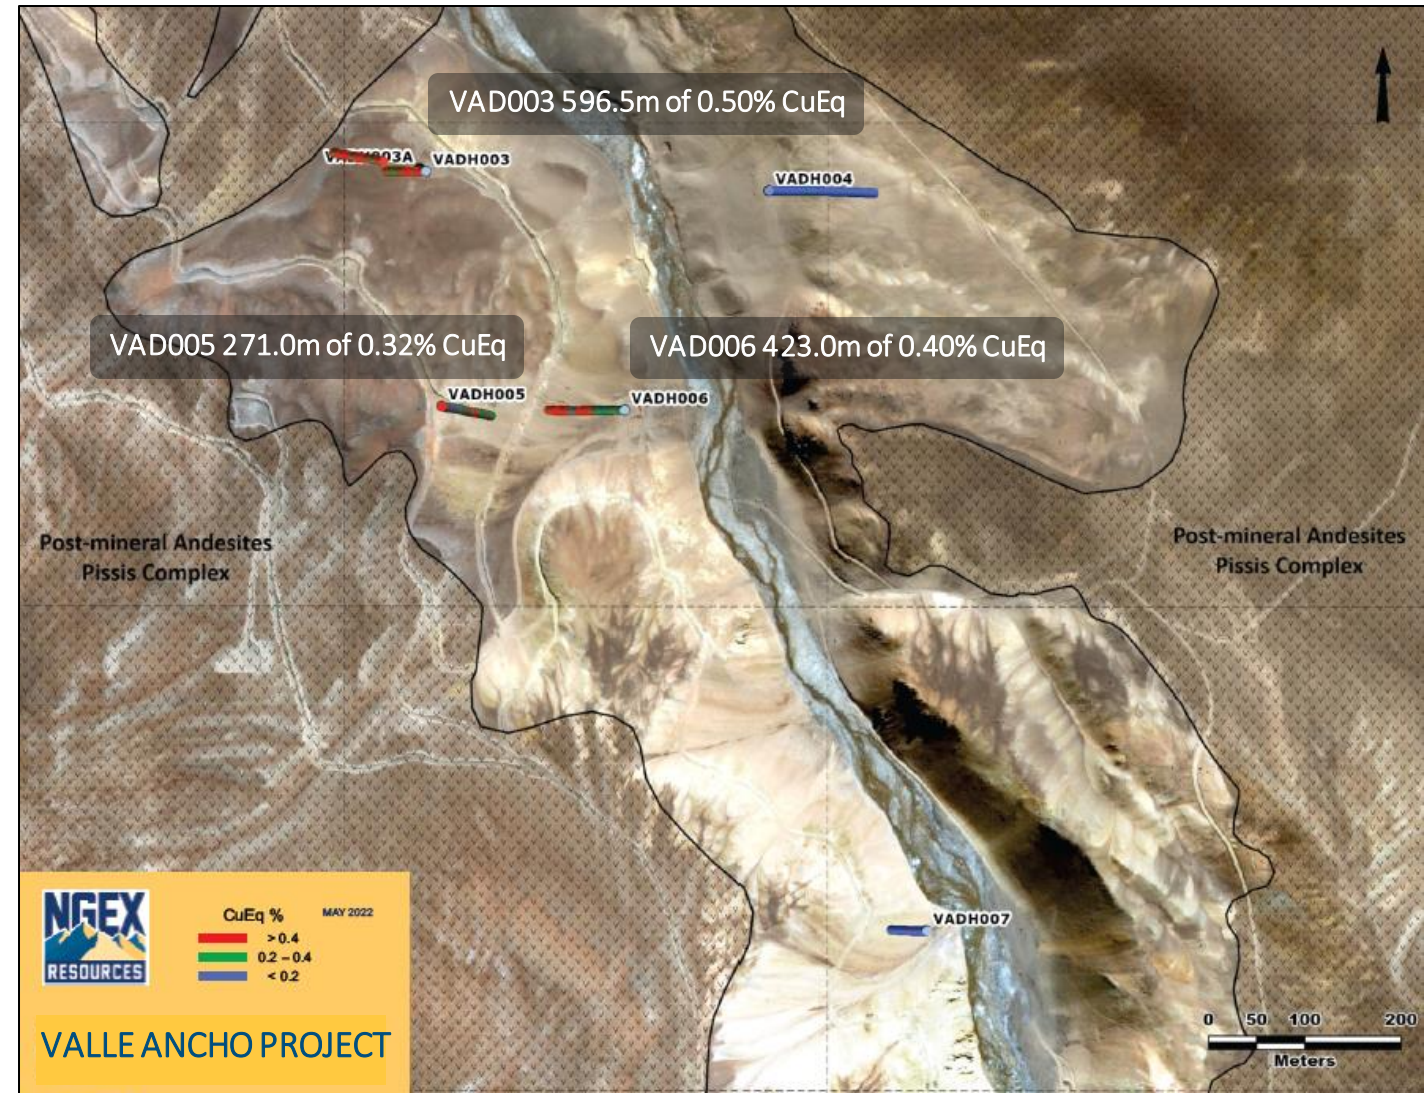 VAD003 596.5m of 0.50% CuEq
VADH003A
VADH003
VADH004
VAD005 271.0m of 0.32% CuEq
VAD006 423.0m of 0.40% CuEq
VADH005
VADH006
Post-mineral Andesites
Pissis Complex
Post-mineral Andesites
Pissis Complex
VADH007
NGEX
RESOURCES
CuEq %
MAY 2022
>0.4
0.2 – 0.4
< 0.2
VALLE ANCHO PROJECT
0 50 100 200
Meters